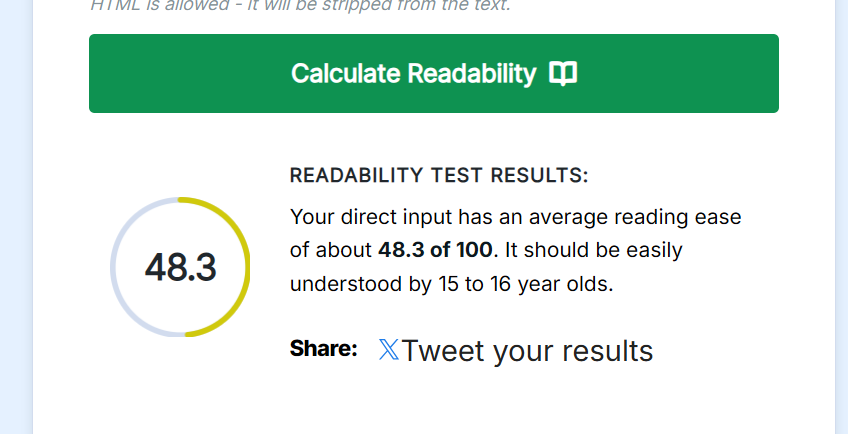 HTML is allowed - it will be stripped from the text.
Calculate Readability
READABILITY TEST RESULTS:
Your direct input has an average reading ease
of about 48.3 of 100. It should be easily
understood by 15 to 16 year olds.
48.3
Share: 𝕏Tweet your results